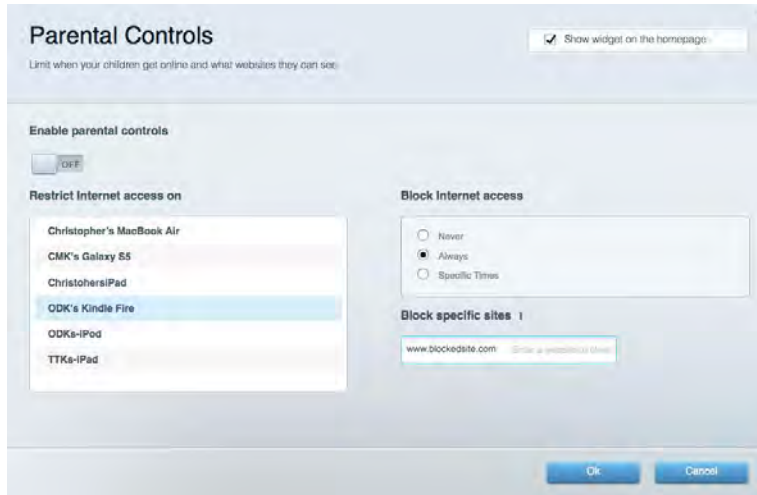 Parental Controls
Show widget on the homepage
Limit when your children get online and what websites they can see.
Enable parental controls
OFF
Restrict Internet access on
Christopher's MacBook Air
CMK's Galaxy S5
ChristohersiPad
ODK's Kindle Fire
ODKs-iPod
TTKs-iPad
Block Internet access
Never
Always
Specific Times
Block specific sites
www.blockedsite.com
Ok
Cancel